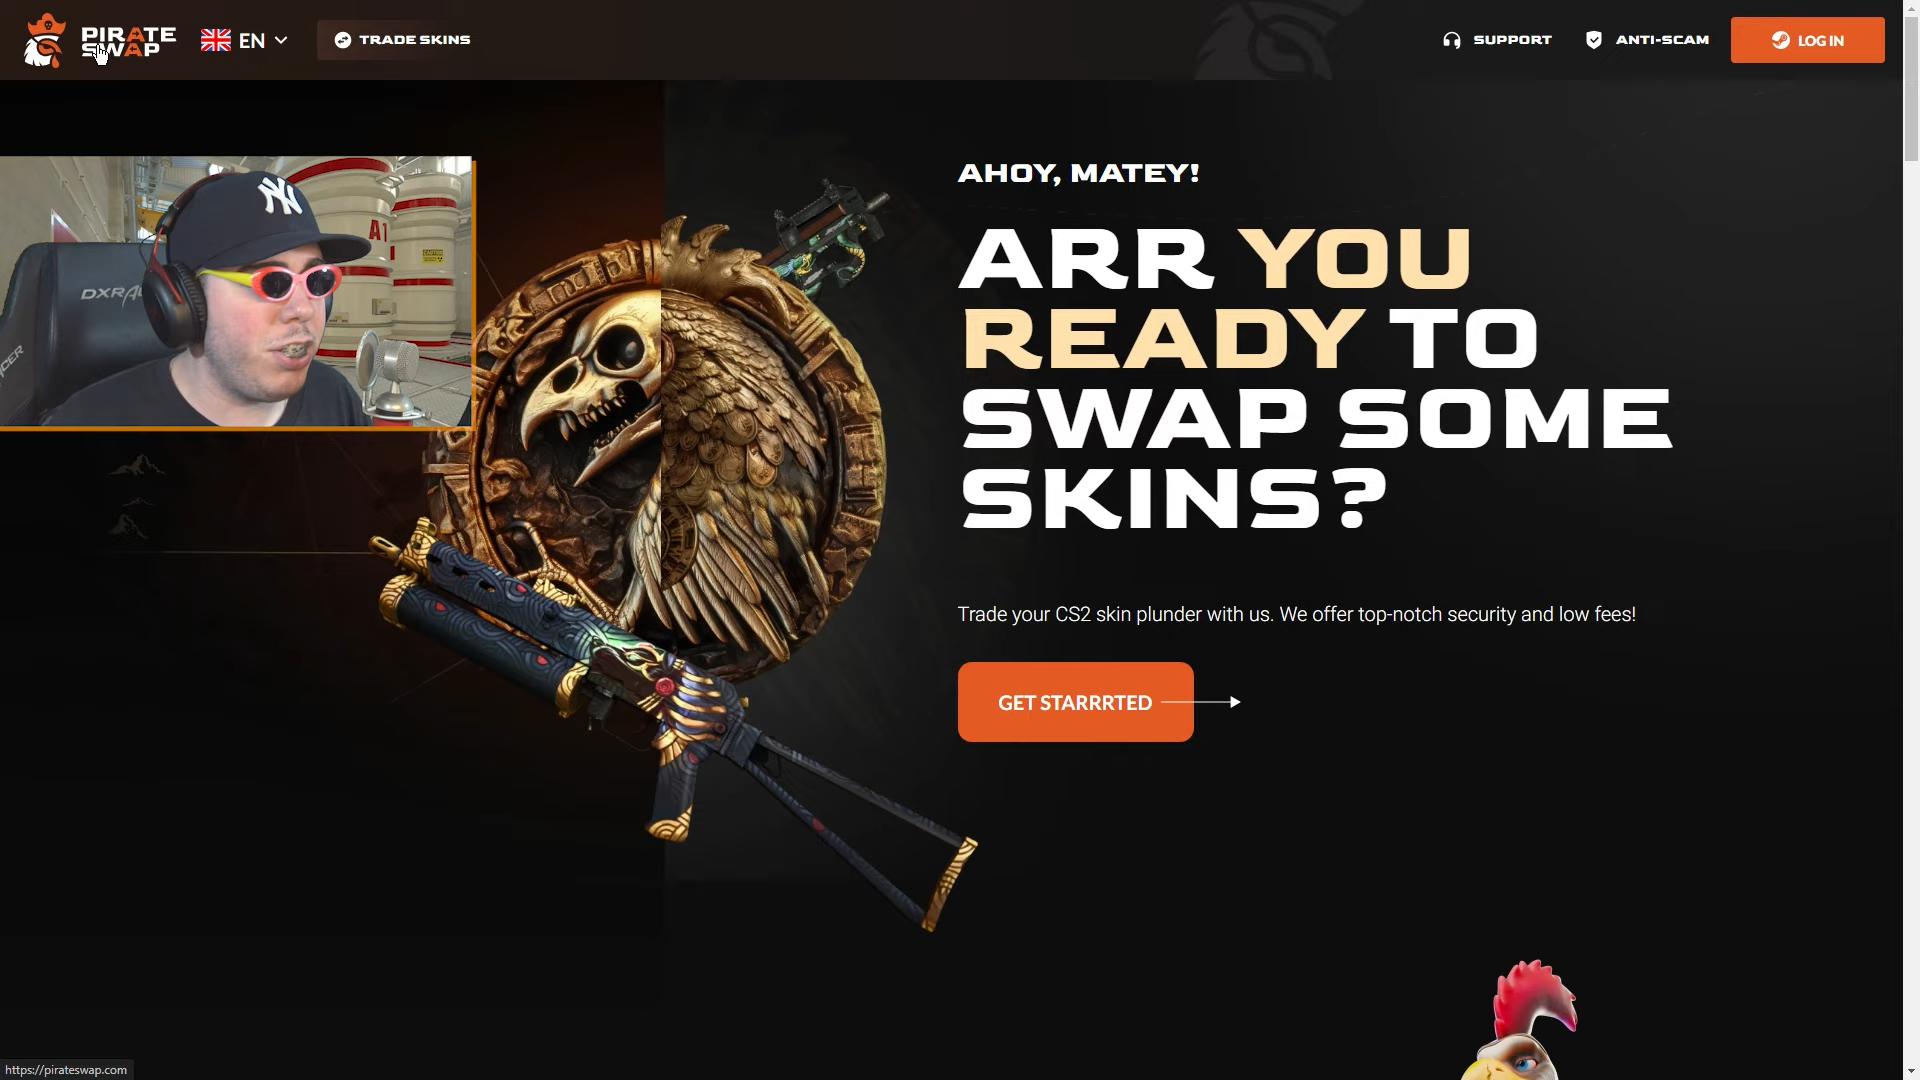 PIRATE
SWAP
EN
TRADE SKINS
SUPPORT
ANTI-SCAM
LOG IN
NY
A1
AHOY, MATEY!
ARR YOU
READY TO
SWAP SOME
SKINS?
Trade your CS2 skin plunder with us. We offer top-notch security and low fees!
GET STARRRTED
https://pirateswap.com